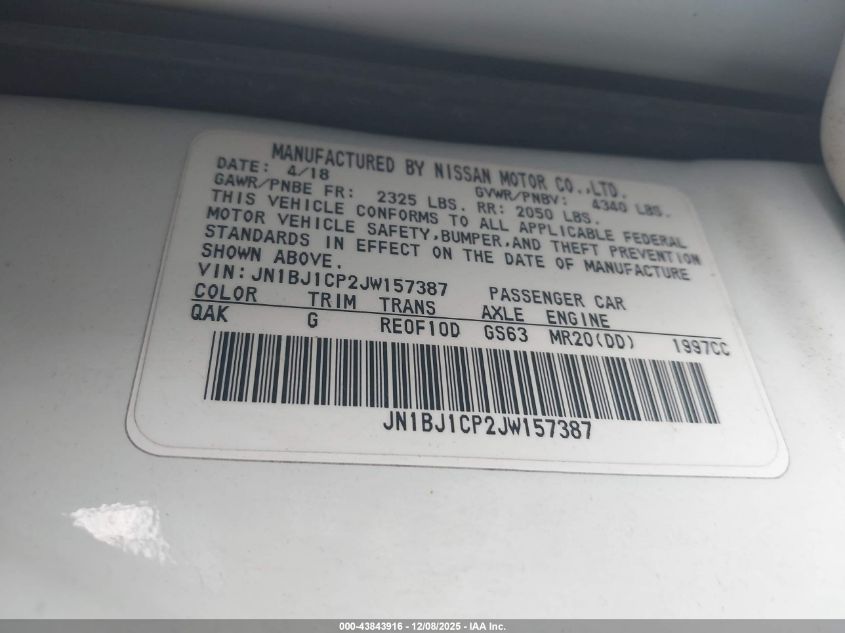 MANUFACTURED BY NISSAN MOTOR CO.,LTD.
DATE: 4/18 GVWR/PNBV: 4340 LBS.
GAWR/PNBE FR: 2325 LBS. RR: 2050 LBS.
THIS VEHICLE CONFORMS TO ALL APPLICABLE FEDERAL
MOTOR VEHICLE SAFETY,BUMPER,AND THEFT PREVENTION
STANDARDS IN EFFECT ON THE DATE OF MANUFACTURE
SHOWN ABOVE.
VIN:JN1BJ1CP2JW157387 PASSENGER CAR
COLOR TRIM TRANS AXLE ENGINE
QAK G RE0F10D GS63 MR20(DD) 1997CC
JN1BJ1CP2JW157387
000-43843916 - 12/08/2025 - IAA Inc.